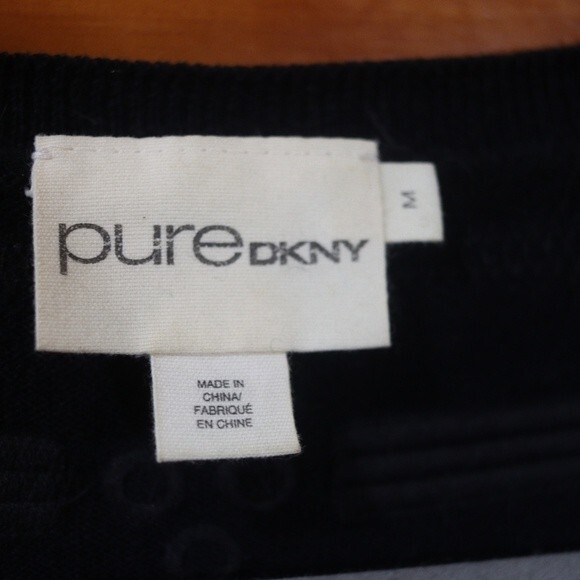 pure DKNY
M
MADE IN
CHINA/
FABRIQUÉ
EN CHINE